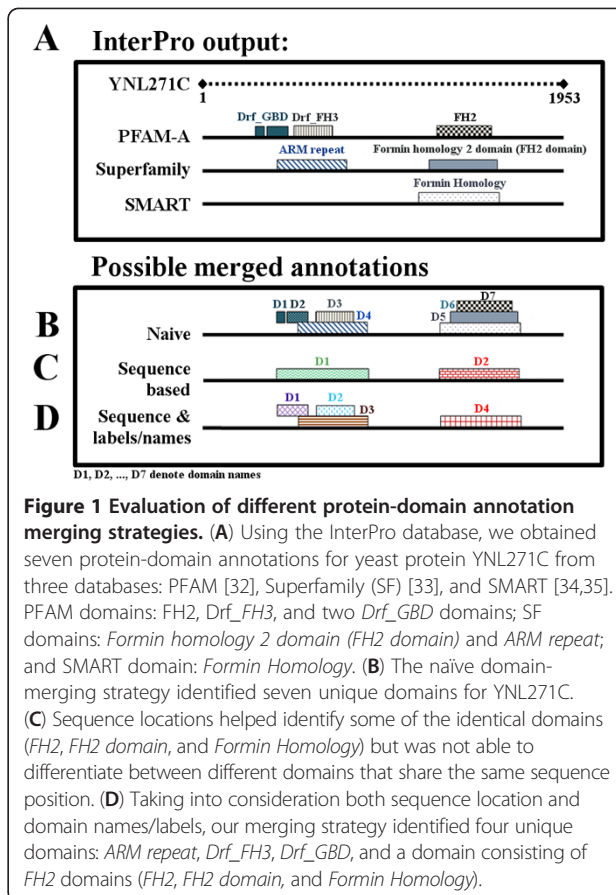 A InterPro output:
YNL271C
1 1953
Drf_GBD Drf_FH3 FH2
PFAM-A
ARM repeat Formin homology 2 domain (FH2 domain)
Superfamily
Formin Homology
SMART
Possible merged annotations
D7
D1 D2 D3 D6
D4 D5
B Naive
C D1 D2
Sequence based
D D1 D2
D3 D4
Sequence & labels/names
D1, D2, ..., D7 denote domain names
Figure 1 Evaluation of different protein-domain annotation
merging strategies. (A) Using the InterPro database, we obtained
seven protein-domain annotations for yeast protein YNL271C from
three databases: PFAM [32], Superfamily (SF) [33], and SMART [34,35].
PFAM domains: FH2, Drf_FH3, and two Drf_GBD domains; SF
domains: Formin homology 2 domain (FH2 domain) and ARM repeat;
and SMART domain: Formin Homology. (B) The naïve domain-
merging strategy identified seven unique domains for YNL271C.
(C) Sequence locations helped identify some of the identical domains
(FH2, FH2 domain, and Formin Homology) but was not able to
differentiate between different domains that share the same sequence
position. (D) Taking into consideration both sequence location and
domain names/labels, our merging strategy identified four unique
domains: ARM repeat, Drf_FH3, Drf_GBD, and a domain consisting of
FH2 domains (FH2, FH2 domain, and Formin Homology).